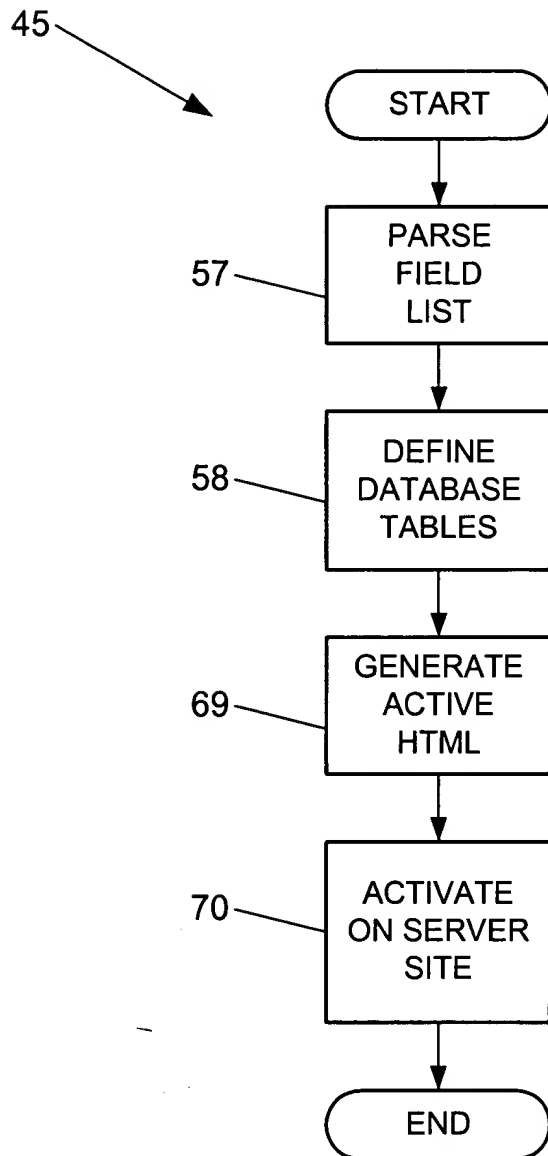 45
START
PARSE
FIELD
LIST
57
DEFINE
DATABASE
TABLES
58
GENERATE
ACTIVE
HTML
69
ACTIVATE
ON SERVER
SITE
70
END